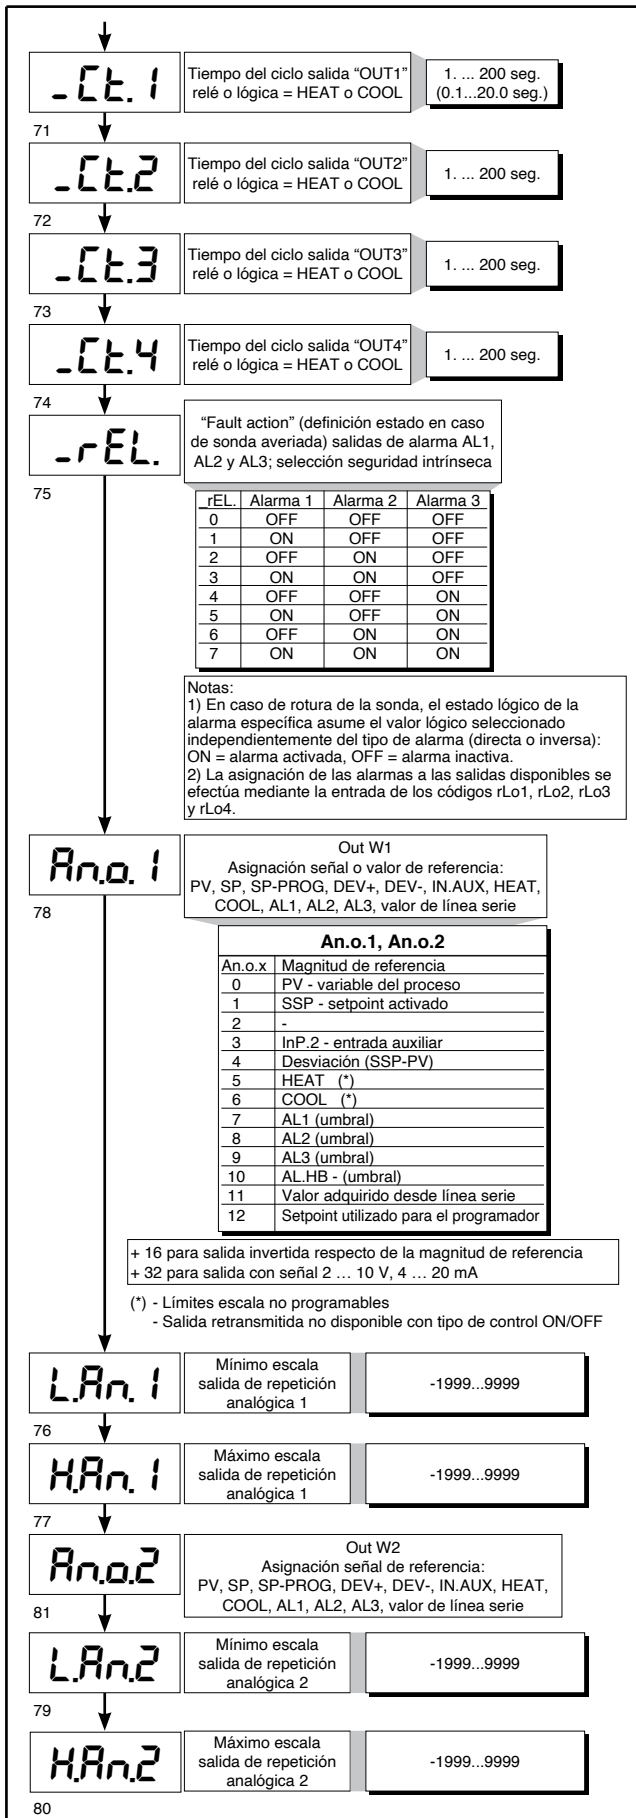 _Ct.1
Tiempo del ciclo salida “OUT1”
relé o lógica = HEAT o COOL
1. ... 200 seg.
(0.1...20.0 seg.)
71
_Ct.2
Tiempo del ciclo salida “OUT2”
relé o lógica = HEAT o COOL
1. ... 200 seg.
72
_Ct.3
Tiempo del ciclo salida “OUT3”
relé o lógica = HEAT o COOL
1. ... 200 seg.
73
_Ct.4
Tiempo del ciclo salida “OUT4”
relé o lógica = HEAT o COOL
1. ... 200 seg.
74
_rEL.
“Fault action” (definición estado en caso
de sonda averiada) salidas de alarma AL1,
AL2 y AL3; selección seguridad intrínseca
75
_rEL. Alarma 1 Alarma 2 Alarma 3
0 OFF OFF OFF
1 ON OFF OFF
2 OFF ON OFF
3 ON ON OFF
4 OFF OFF ON
5 ON OFF ON
6 OFF ON ON
7 ON ON ON
Notas:
1) En caso de rotura de la sonda, el estado lógico de la
alarma específica asume el valor lógico seleccionado
independientemente del tipo de alarma (directa o inversa):
ON = alarma activada, OFF = alarma inactiva.
2) La asignación de las alarmas a las salidas disponibles se
efectúa mediante la entrada de los códigos rLo1, rLo2, rLo3
y rLo4.
An.o.1
Out W1
Asignación señal o valor de referencia:
PV, SP, SP-PROG, DEV+, DEV-, IN.AUX, HEAT,
COOL, AL1, AL2, AL3, valor de línea serie
78
An.o.1, An.o.2
An.o.x Magnitud de referencia
0 PV - variable del proceso
1 SSP - setpoint activado
2 -
3 InP.2 - entrada auxiliar
4 Desviación (SSP-PV)
5 HEAT (*)
6 COOL (*)
7 AL1 (umbral)
8 AL2 (umbral)
9 AL3 (umbral)
10 AL.HB - (umbral)
11 Valor adquirido desde línea serie
12 Setpoint utilizado para el programador
+ 16 para salida invertida respecto de la magnitud de referencia
+ 32 para salida con señal 2 … 10 V, 4 … 20 mA
(*) - Límites escala no programables
- Salida retransmitida no disponible con tipo de control ON/OFF
L.An.1
Mínimo escala
salida de repetición
analógica 1
-1999...9999
76
H.An.1
Máximo escala
salida de repetición
analógica 1
-1999...9999
77
An.o.2
Out W2
Asignación señal de referencia:
PV, SP, SP-PROG, DEV+, DEV-, IN.AUX, HEAT,
COOL, AL1, AL2, AL3, valor de línea serie
81
L.An.2
Mínimo escala
salida de repetición
analógica 2
-1999...9999
79
H.An.2
Máximo escala
salida de repetición
analógica 2
-1999...9999
80